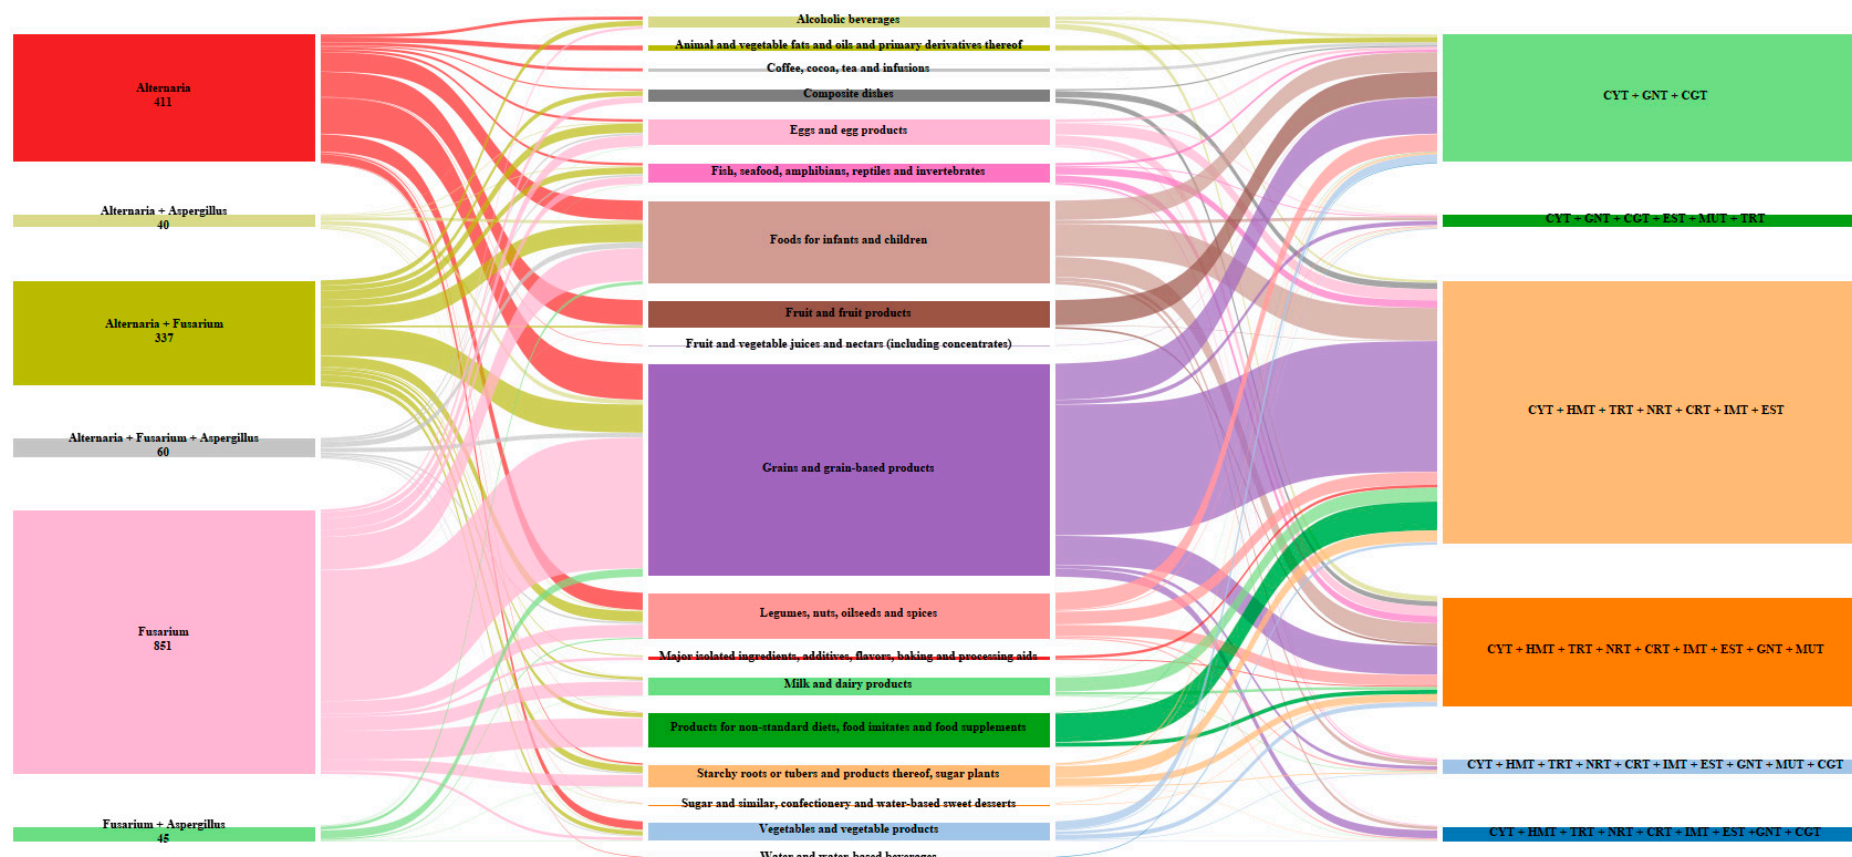 Alternaria
411
Alternaria + Aspergillus
40
Alternaria + Fusarium
337
Alternaria + Fusarium + Aspergillus
60
Fusarium
851
Fusarium + Aspergillus
45
Alcoholic beverages
Animal and vegetable fats and oils and primary derivatives thereof
Coffee, cocoa, tea and infusions
Composite dishes
Eggs and egg products
Fish, seafood, amphibians, reptiles and invertebrates
Foods for infants and children
Fruit and fruit products
Fruit and vegetable juices and nectars (including concentrates)
Grains and grain-based products
Legumes, nuts, oilseeds and spices
Major isolated ingredients, additives, flavors, baking and processing aids
Milk and dairy products
Products for non-standard diets, food imitates and food supplements
Starchy roots or tubers and products thereof, sugar plants
Sugar and similar, confectionery and water-based sweet desserts
Vegetables and vegetable products
Water and water-based beverages
CYT + GNT + CGT
CYT + GNT + CGT + EST + MUT + TRT
CYT + HMT + TRT + NRT + CRT + IMT + EST
CYT + HMT + TRT + NRT + CRT + IMT + EST + GNT + MUT
CYT + HMT + TRT + NRT + CRT + IMT + EST + GNT + MUT + CGT
CYT + HMT + TRT + NRT + CRT + IMT + EST +GNT + CGT